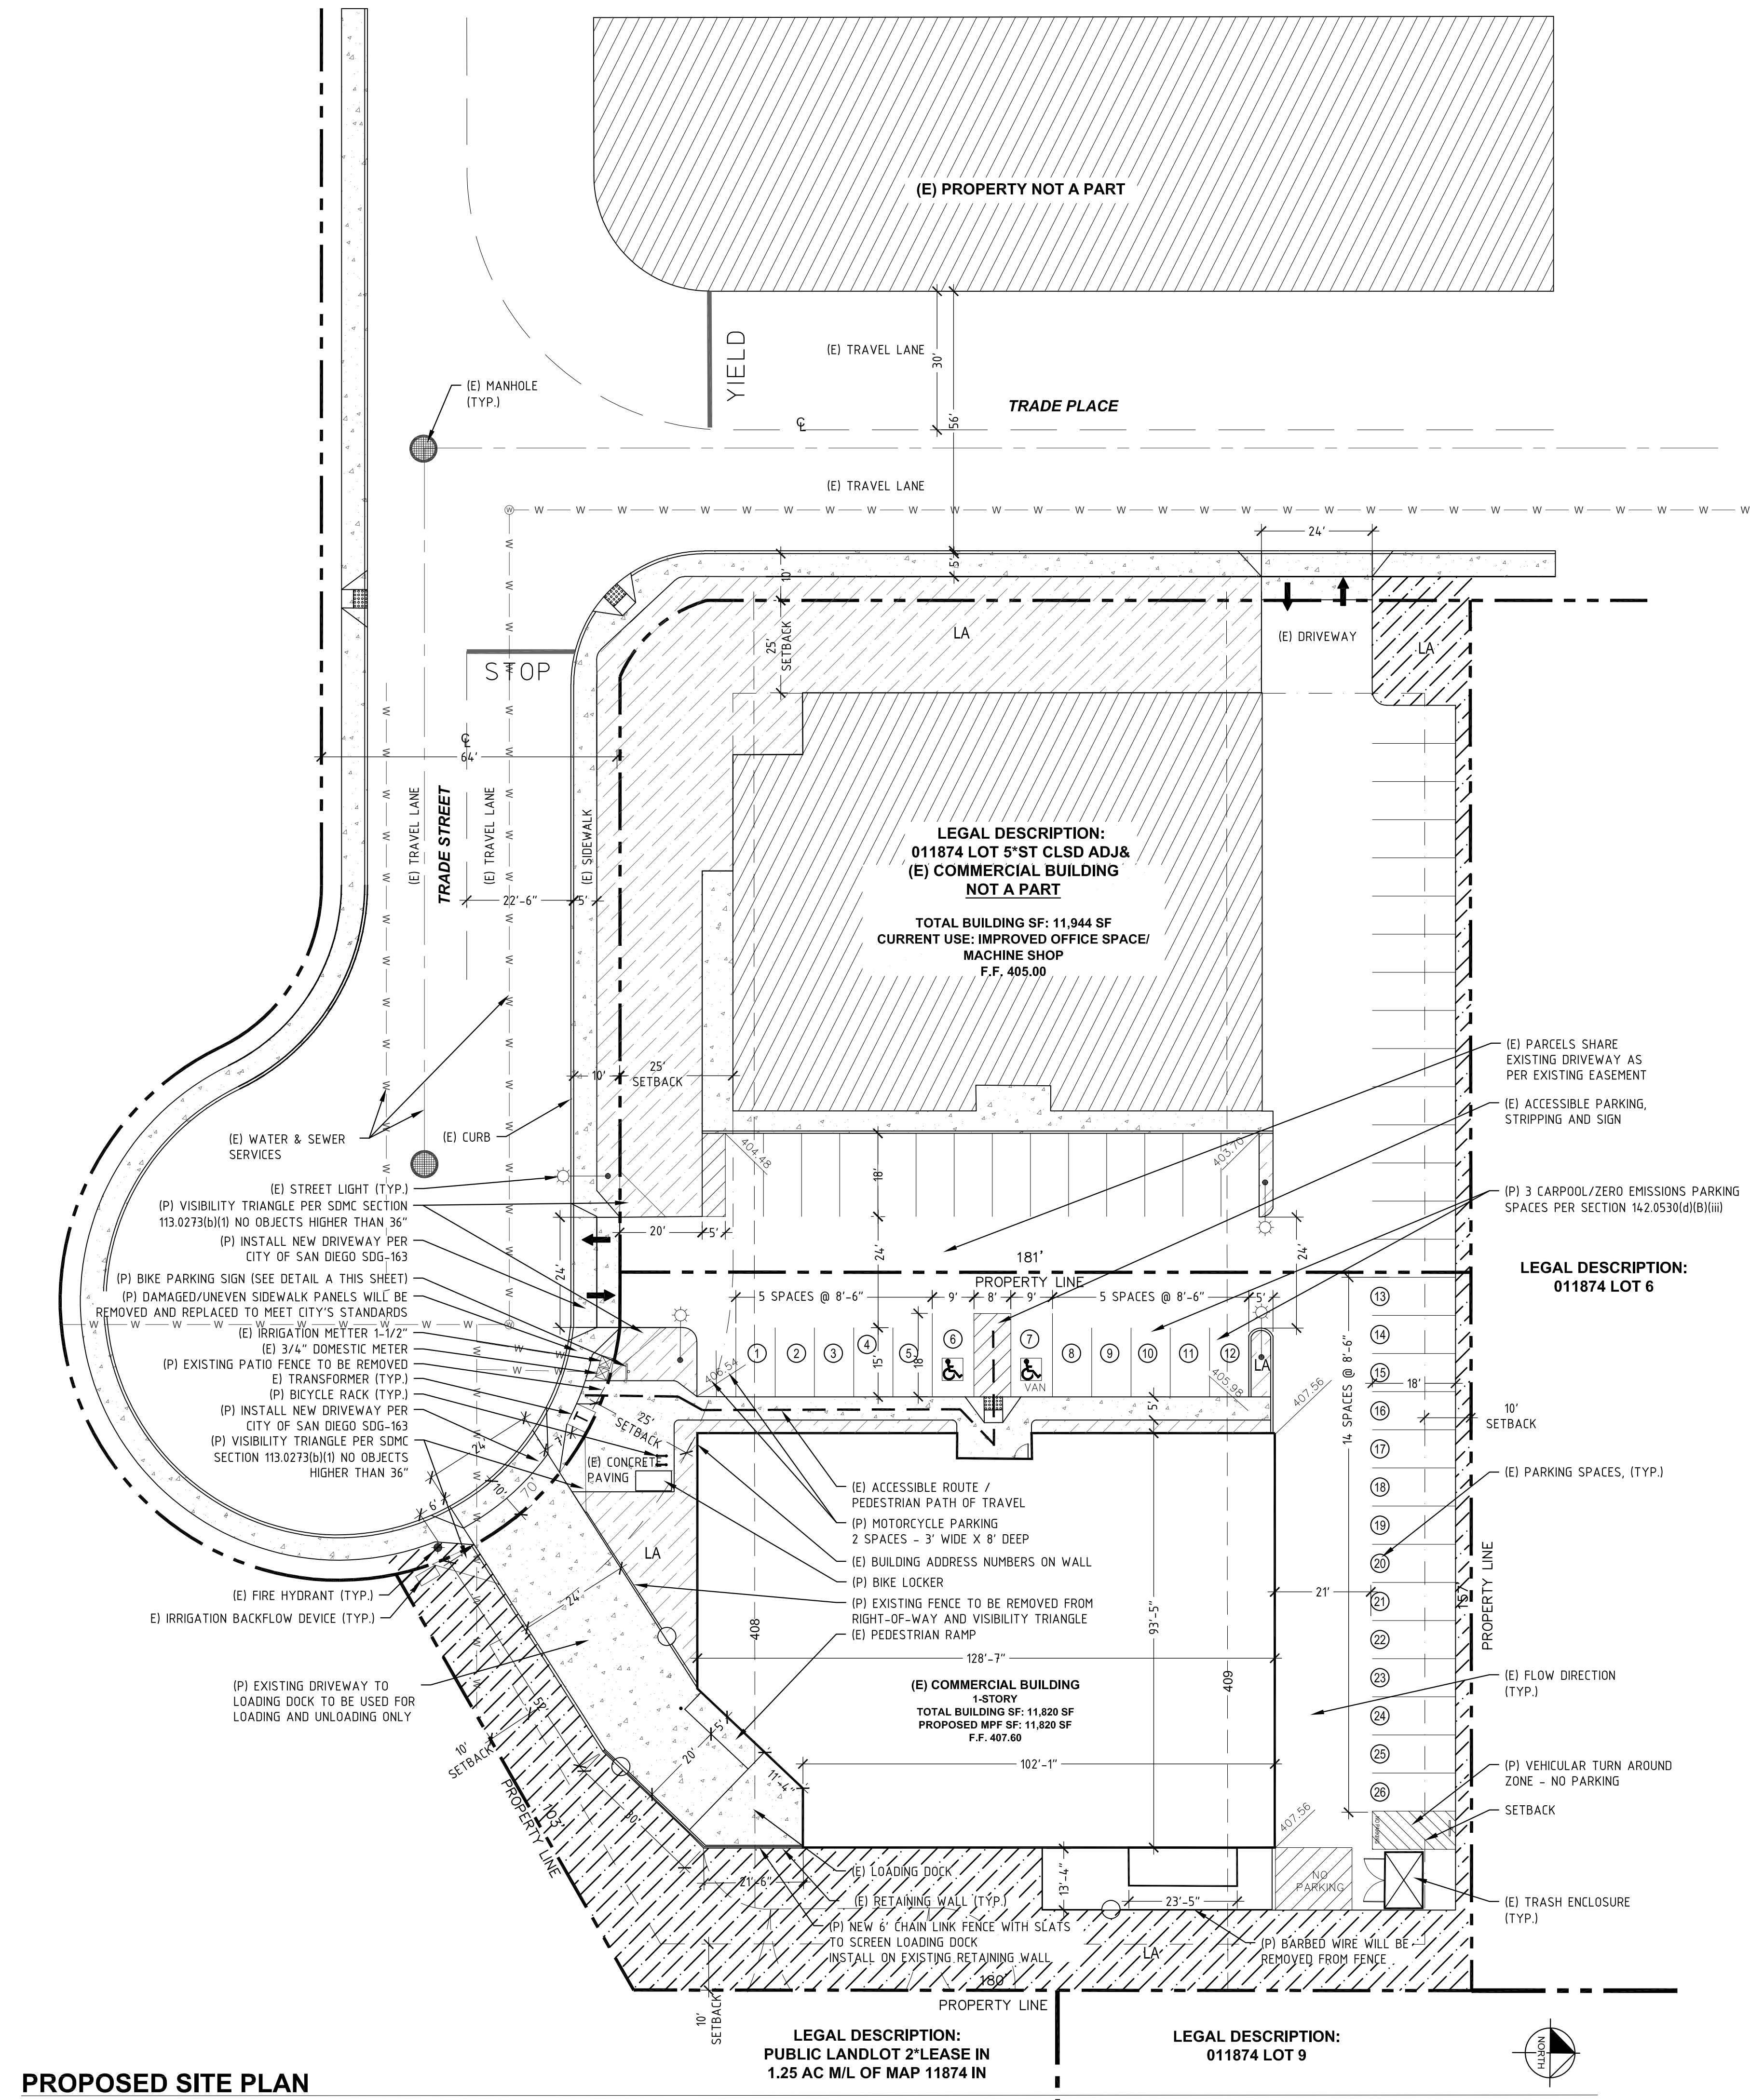 (E) PROPERTY NOT A PART
YIELD
(E) TRAVEL LANE
30'
(E) MANHOLE
(TYP.)
TRADE PLACE
56'
(E) TRAVEL LANE
W W W W W W W W W W W W W W W W W W W W W W W W W W W W W W
24'
5'
10'
25'
SETBACK
LA
(E) DRIVEWAY
LA
STOP
64'
(E) TRAVEL LANE
TRADE STREET
(E) TRAVEL LANE
(E) SIDEWALK
22'-6"
5'
LEGAL DESCRIPTION:
011874 LOT 5*ST CLSD ADJ&
(E) COMMERCIAL BUILDING
NOT A PART
TOTAL BUILDING SF: 11,944 SF
CURRENT USE: IMPROVED OFFICE SPACE/
MACHINE SHOP
F.F. 405.00
10'
25'
SETBACK
(E) PARCELS SHARE
EXISTING DRIVEWAY AS
PER EXISTING EASEMENT
(E) ACCESSIBLE PARKING,
STRIPPING AND SIGN
(P) 3 CARPOOL/ZERO EMISSIONS PARKING
SPACES PER SECTION 142.0530(d)(B)(iii)
LEGAL DESCRIPTION:
011874 LOT 6
(E) WATER & SEWER
SERVICES
(E) CURB
404.48
403.70
18'
(E) STREET LIGHT (TYP.)
(P) VISIBILITY TRIANGLE PER SDMC SECTION
113.0273(b)(1) NO OBJECTS HIGHER THAN 36"
(P) INSTALL NEW DRIVEWAY PER
CITY OF SAN DIEGO SDG-163
(P) BIKE PARKING SIGN (SEE DETAIL A THIS SHEET)
(P) DAMAGED/UNEVEN SIDEWALK PANELS WILL BE
REMOVED AND REPLACED TO MEET CITY'S STANDARDS
(E) IRRIGATION METTER 1-1/2"
(E) 3/4" DOMESTIC METER
(P) EXISTING PATIO FENCE TO BE REMOVED
E) TRANSFORMER (TYP.)
(P) BICYCLE RACK (TYP.)
(P) INSTALL NEW DRIVEWAY PER
CITY OF SAN DIEGO SDG-163
(P) VISIBILITY TRIANGLE PER SDMC
SECTION 113.0273(b)(1) NO OBJECTS
HIGHER THAN 36"
20'
5'
24'
24'
24'
181'
PROPERTY LINE
5 SPACES @ 8'-6"
9'
8'
9'
5 SPACES @ 8'-6"
5'
1 2 3 4 5 6 7 8 9 10 11 12
15'
18'
VAN
LA
406.54
405.98
407.56
5'
14 SPACES @ 8'-6"
13
14
15
16
17
18
19
20
21
22
23
24
25
26
18'
10'
SETBACK
25'
SETBACK
24'
7'
T
10'
70'
6'
(E) CONCRETE
PAVING
LA
(E) ACCESSIBLE ROUTE /
PEDESTRIAN PATH OF TRAVEL
(P) MOTORCYCLE PARKING
2 SPACES - 3' WIDE X 8' DEEP
(E) BUILDING ADDRESS NUMBERS ON WALL
(P) BIKE LOCKER
(P) EXISTING FENCE TO BE REMOVED FROM
RIGHT-OF-WAY AND VISIBILITY TRIANGLE
(E) PEDESTRIAN RAMP
(E) PARKING SPACES, (TYP.)
(E) FIRE HYDRANT (TYP.)
E) IRRIGATION BACKFLOW DEVICE (TYP.)
24'
408
93'-5"
21'
157'
PROPERTY LINE
128'-7"
409
(P) EXISTING DRIVEWAY TO
LOADING DOCK TO BE USED FOR
LOADING AND UNLOADING ONLY
(E) COMMERCIAL BUILDING
1-STORY
TOTAL BUILDING SF: 11,820 SF
PROPOSED MPF SF: 11,820 SF
F.F. 407.60
102'-1"
(E) FLOW DIRECTION
(TYP.)
10'
SETBACK
5'
20'
11'-4"
PROPERTY LINE
103'
407.56
(P) VEHICULAR TURN AROUND
ZONE - NO PARKING
SETBACK
(E) LOADING DOCK
21'-6"
(E) RETAINING WALL (TYP.)
(P) NEW 6' CHAIN LINK FENCE WITH SLATS
TO SCREEN LOADING DOCK
INSTALL ON EXISTING RETAINING WALL
13'-4"
23'-5"
NO
PARKING
(E) TRASH ENCLOSURE
(TYP.)
LA
(P) BARBED WIRE WILL BE
REMOVED FROM FENCE
180'
PROPERTY LINE
10'
SETBACK
LEGAL DESCRIPTION:
PUBLIC LANDLOT 2*LEASE IN
1.25 AC M/L OF MAP 11874 IN
LEGAL DESCRIPTION:
011874 LOT 9
NORTH
PROPOSED SITE PLAN